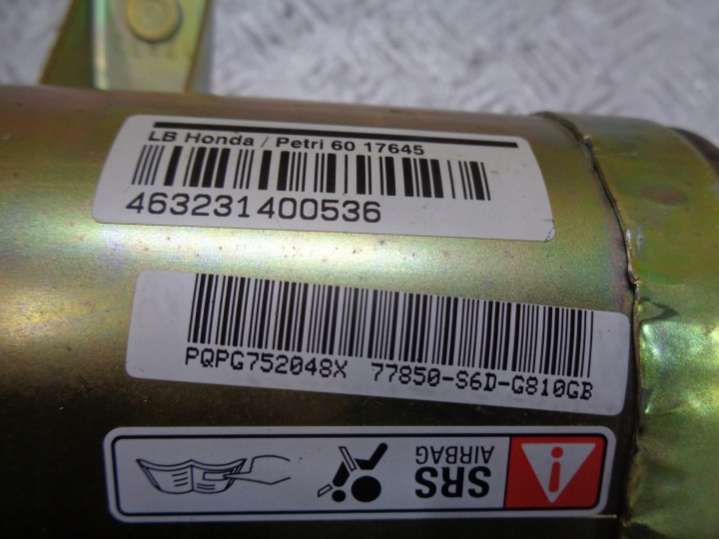 LB Honda / Petri 60 17645
463231400536
PQPG752048X 77850-S6D-G810GB
SRS
AIRBAG